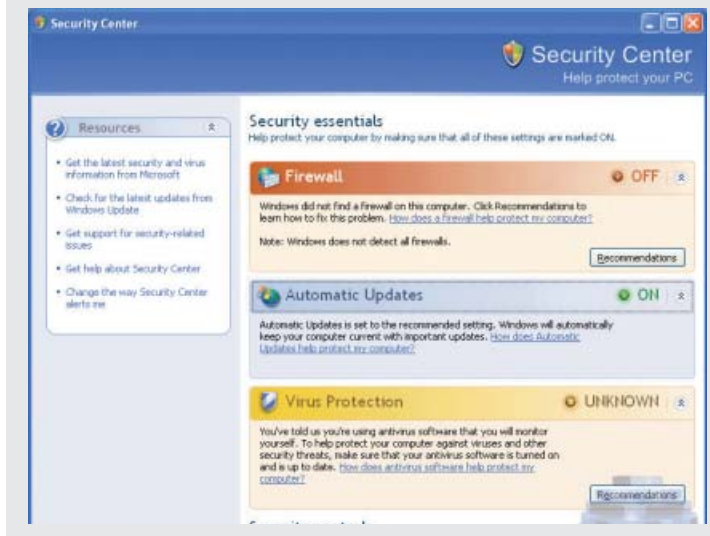 Security Center
Security Center
Help protect your PC
Resources
Get the latest security and virus
information from Microsoft
Check for the latest updates from
Windows Update
Get support for security-related
issues
Get help about Security Center
Change the way Security Center
alerts me
Security essentials
Help protect your computer by making sure that all of these settings are marked ON.
Firewall OFF
Windows did not find a firewall on this computer. Click Recommendations to
learn how to fix this problem. How does a firewall help protect my computer?
Note: Windows does not detect all firewalls.
Recommendations
Automatic Updates ON
Automatic Updates is set to the recommended setting. Windows will automatically
keep your computer current with important updates. How does Automatic
Updates help protect my computer?
Virus Protection UNKNOWN
You've told us you're using antivirus software that you will monitor
yourself. To help protect your computer against viruses and other
security threats, make sure that your antivirus software is turned on
and is up to date. How does antivirus software help protect my
computer?
Recommendations